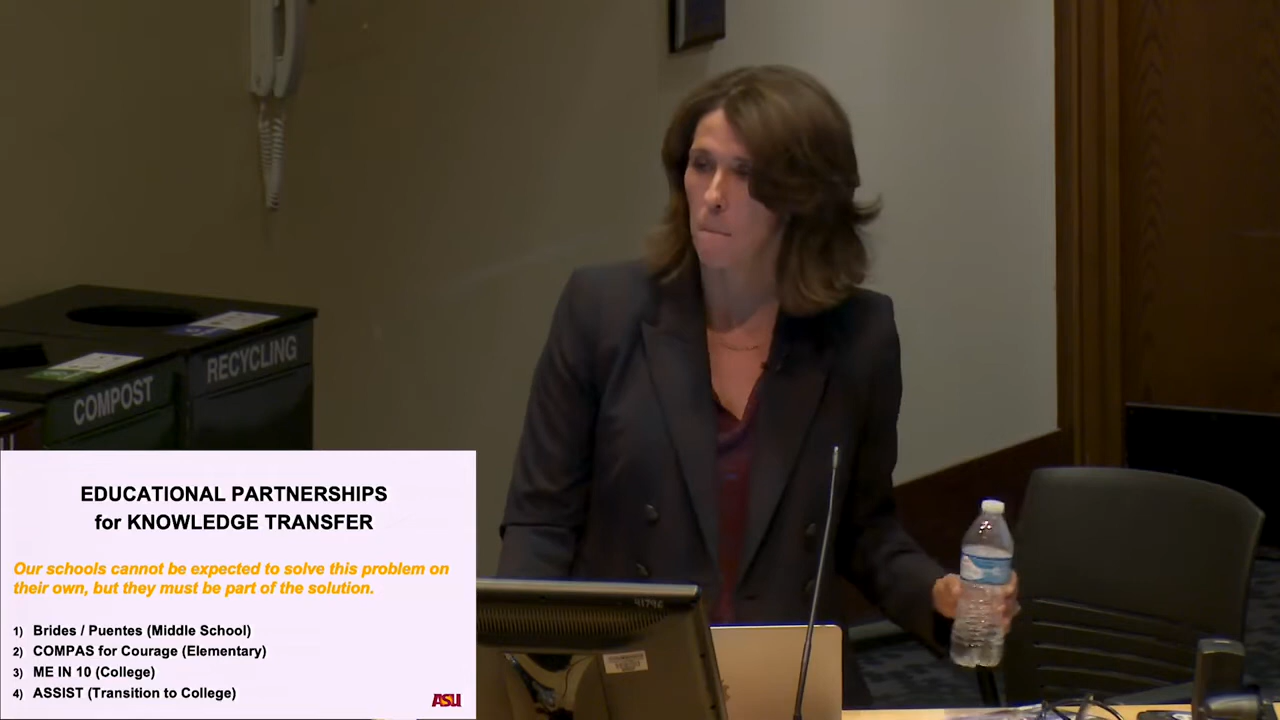 COMPOST
RECYCLING
EDUCATIONAL PARTNERSHIPS
for KNOWLEDGE TRANSFER
Our schools cannot be expected to solve this problem on
their own, but they must be part of the solution.
1) Brides / Puentes (Middle School)
2) COMPAS for Courage (Elementary)
3) ME IN 10 (College)
4) ASSIST (Transition to College)
ASU